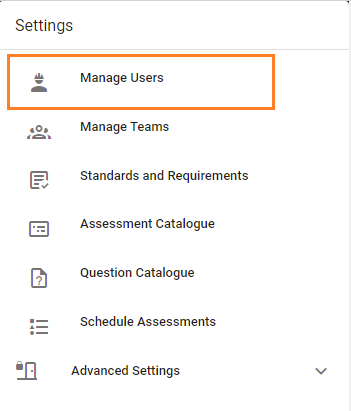 Settings
Manage Users
Manage Teams
Standards and Requirements
Assessment Catalogue
Question Catalogue
Schedule Assessments
Advanced Settings